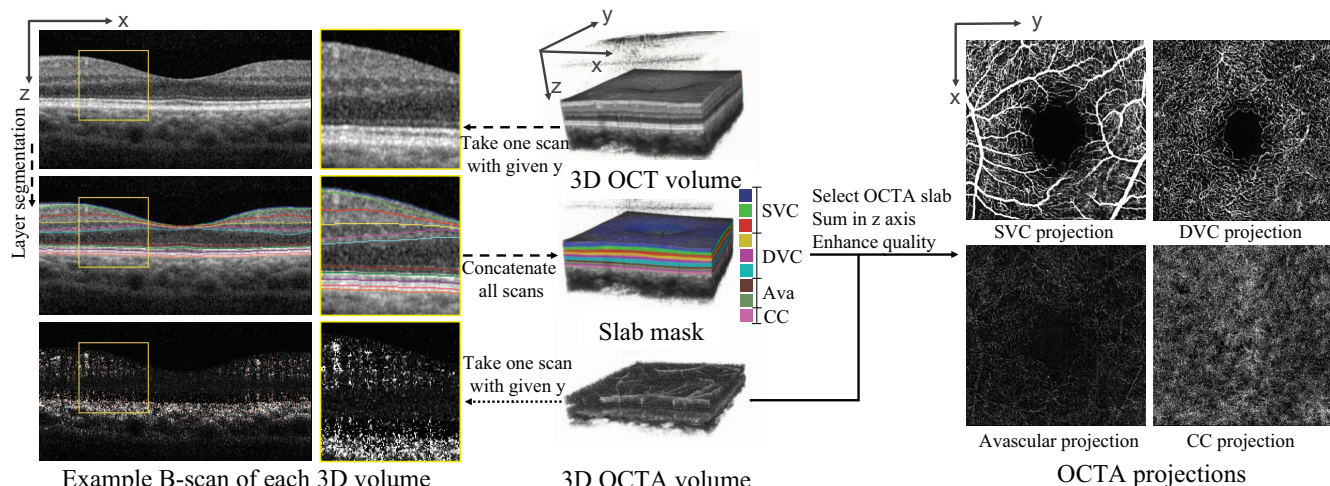 x
z
Layer segmentation
Take one scan
with given y
Concatenate
all scans
Take one scan
with given y
Example B-scan of each 3D volume
y
x
z
3D OCT volume
SVC
DVC
Ava
CC
Slab mask
3D OCTA volume
Select OCTA slab
Sum in z axis
Enhance quality
y
x
SVC projection
DVC projection
Avascular projection
CC projection
OCTA projections